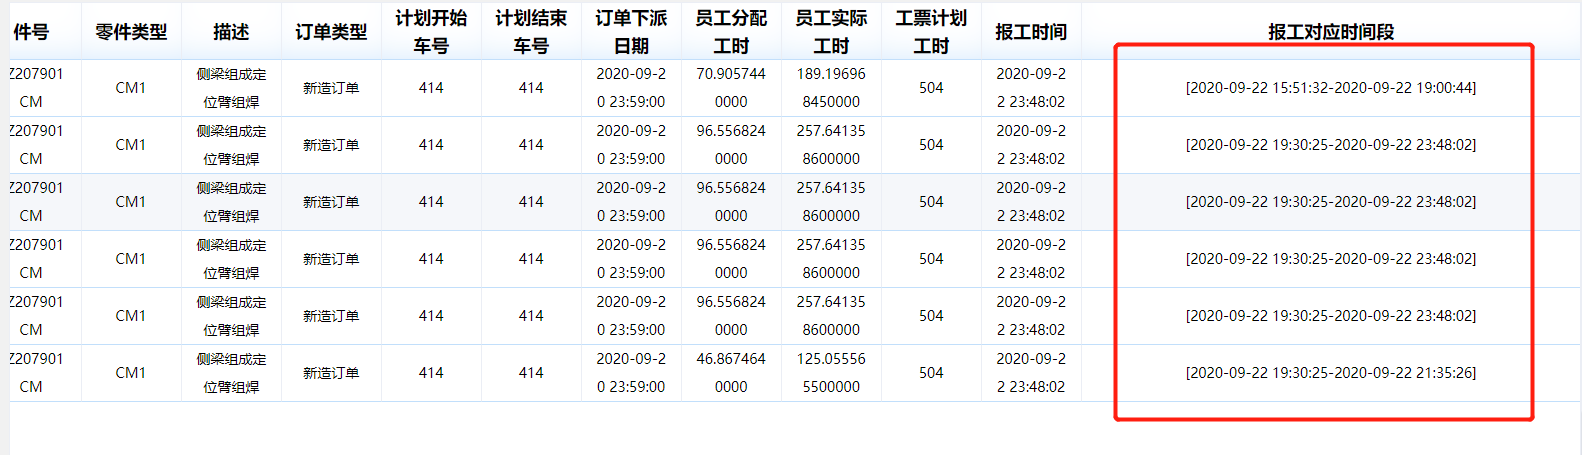 件号 零件类型 描述 订单类型 计划开始车号 计划结束车号 订单下派日期 员工分配工时 员工实际工时 工票计划工时 报工时间 报工对应时间段
Z207901CM CM1 侧梁组成定位臂组焊 新造订单 414 414 2020-09-20 23:59:00 70.9057440000 189.191968450000 504 2020-09-22 23:48:02 [2020-09-22 15:51:32-2020-09-22 19:00:44]
Z207901CM CM1 侧梁组成定位臂组焊 新造订单 414 414 2020-09-20 23:59:00 96.5568240000 257.641358600000 504 2020-09-22 23:48:02 [2020-09-22 19:30:25-2020-09-22 23:48:02]
Z207901CM CM1 侧梁组成定位臂组焊 新造订单 414 414 2020-09-20 23:59:00 96.5568240000 257.641358600000 504 2020-09-22 23:48:02 [2020-09-22 19:30:25-2020-09-22 23:48:02]
Z207901CM CM1 侧梁组成定位臂组焊 新造订单 414 414 2020-09-20 23:59:00 96.5568240000 257.641358600000 504 2020-09-22 23:48:02 [2020-09-22 19:30:25-2020-09-22 23:48:02]
Z207901CM CM1 侧梁组成定位臂组焊 新造订单 414 414 2020-09-20 23:59:00 96.5568240000 257.641358600000 504 2020-09-22 23:48:02 [2020-09-22 19:30:25-2020-09-22 23:48:02]
Z207901CM CM1 侧梁组成定位臂组焊 新造订单 414 414 2020-09-20 23:59:00 46.8674640000 125.055565500000 504 2020-09-22 23:48:02 [2020-09-22 19:30:25-2020-09-22 21:35:26]